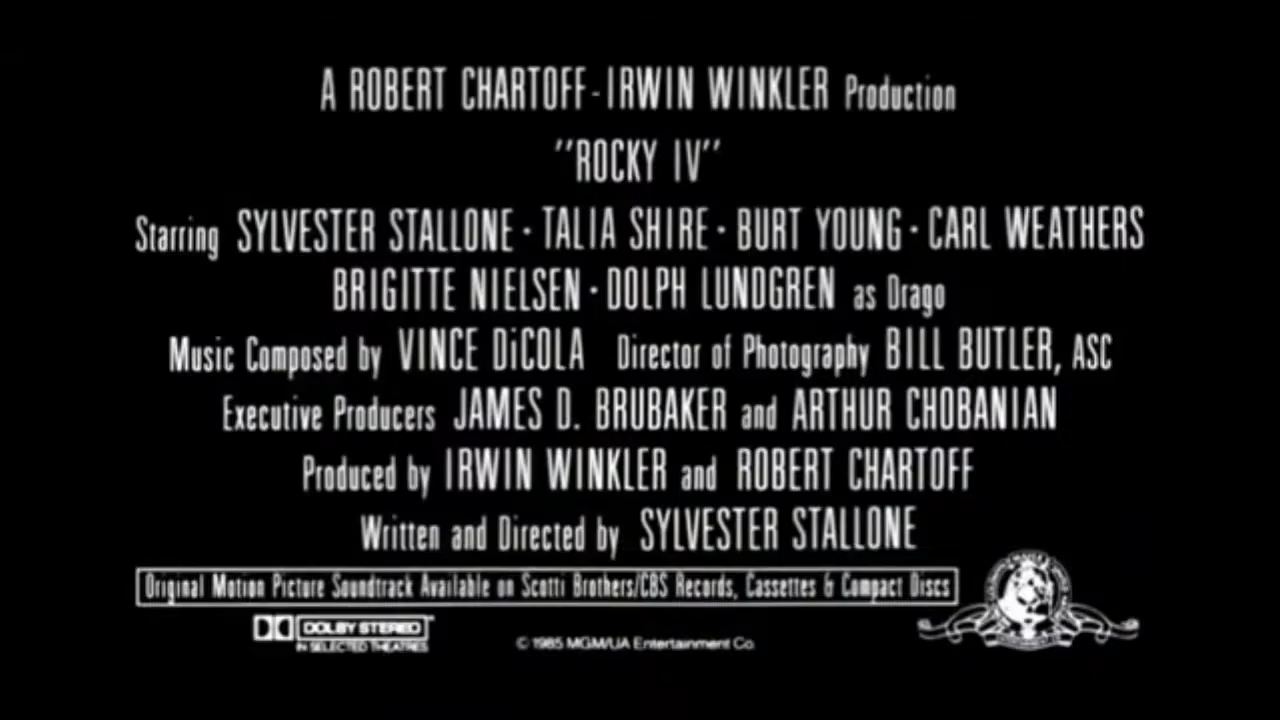 A ROBERT CHARTOFF-IRWIN WINKLER Production
"ROCKY IV"
Starring SYLVESTER STALLONE · TALIA SHIRE · BURT YOUNG · CARL WEATHERS
BRIGITTE NIELSEN · DOLPH LUNDGREN as Drago
Music Composed by VINCE DiCOLA Director of Photography BILL BUTLER, ASC
Executive Producers JAMES D. BRUBAKER and ARTHUR CHOBANIAN
Produced by IRWIN WINKLER and ROBERT CHARTOFF
Written and Directed by SYLVESTER STALLONE
Original Motion Picture Soundtrack Available on Scotti Brothers/CBS Records, Cassettes & Compact Discs
DOLBY STEREO
IN SELECTED THEATRES
© 1985 MGM/UA Entertainment Co.